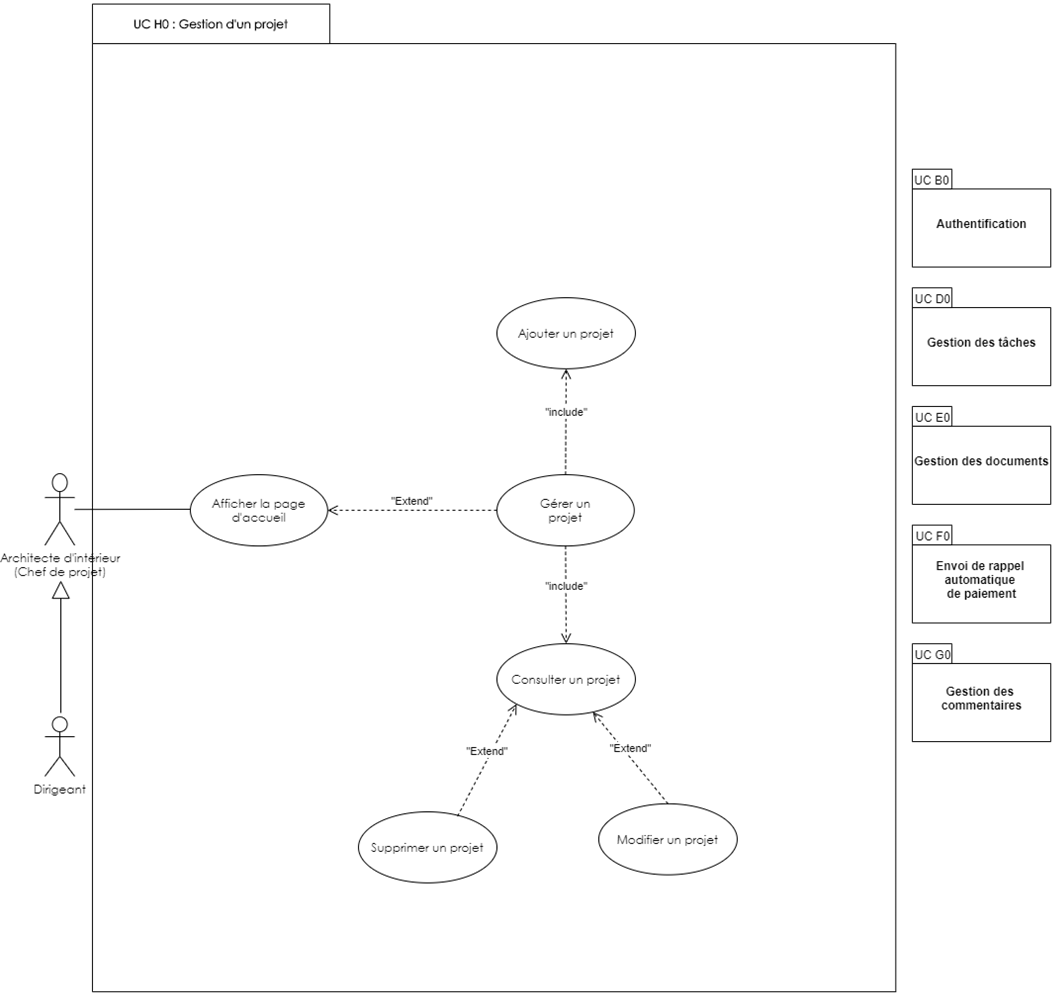 UC H0 : Gestion d'un projet
UC B0
Authentification
UC D0
Gestion des tâches
Ajouter un projet
"include"
UC E0
Gestion des documents
Architecte d'intérieur
(Chef de projet)
Afficher la page
d'accueil
"Extend"
Gérer un
projet
UC F0
Envoi de rappel
automatique
de paiement
"include"
UC G0
Gestion des
commentaires
Consulter un projet
"Extend"
"Extend"
Dirigeant
Supprimer un projet
Modifier un projet